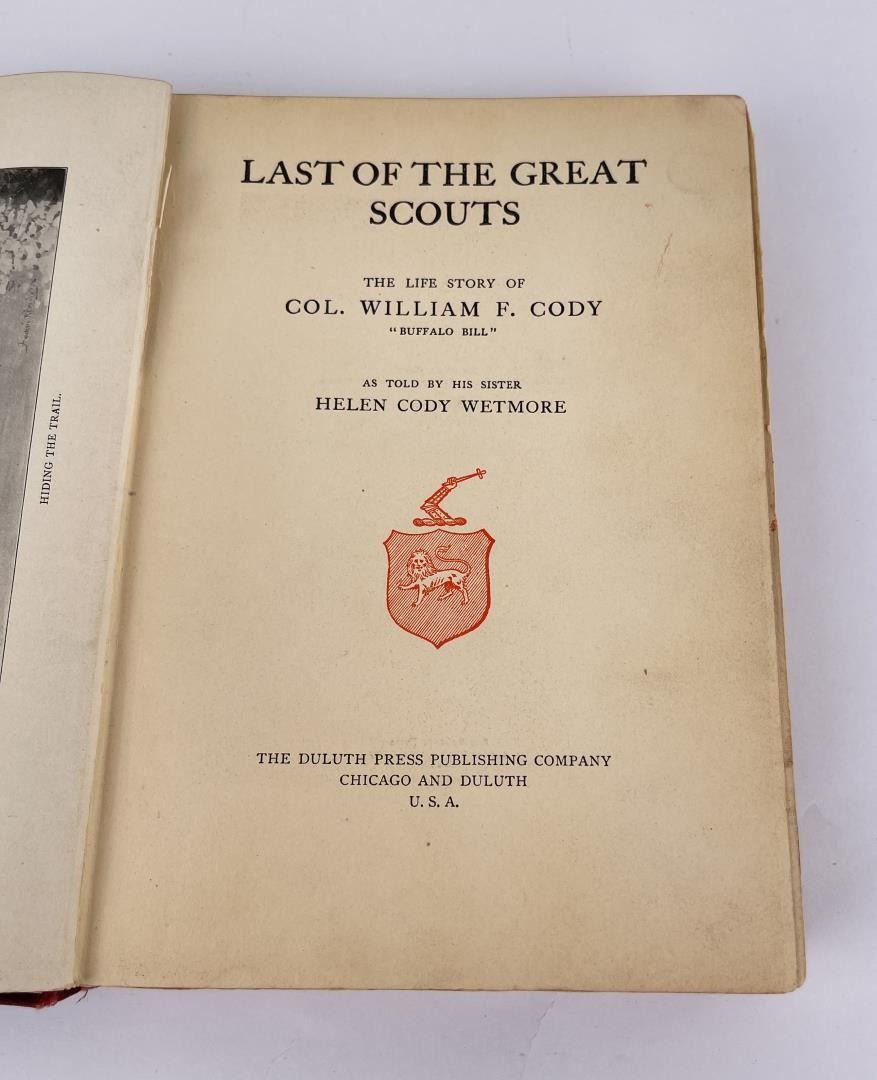 HIDING THE TRAIL.
LAST OF THE GREAT
SCOUTS
THE LIFE STORY OF
COL. WILLIAM F. CODY
"BUFFALO BILL"
AS TOLD BY HIS SISTER
HELEN CODY WETMORE
THE DULUTH PRESS PUBLISHING COMPANY
CHICAGO AND DULUTH
U. S. A.